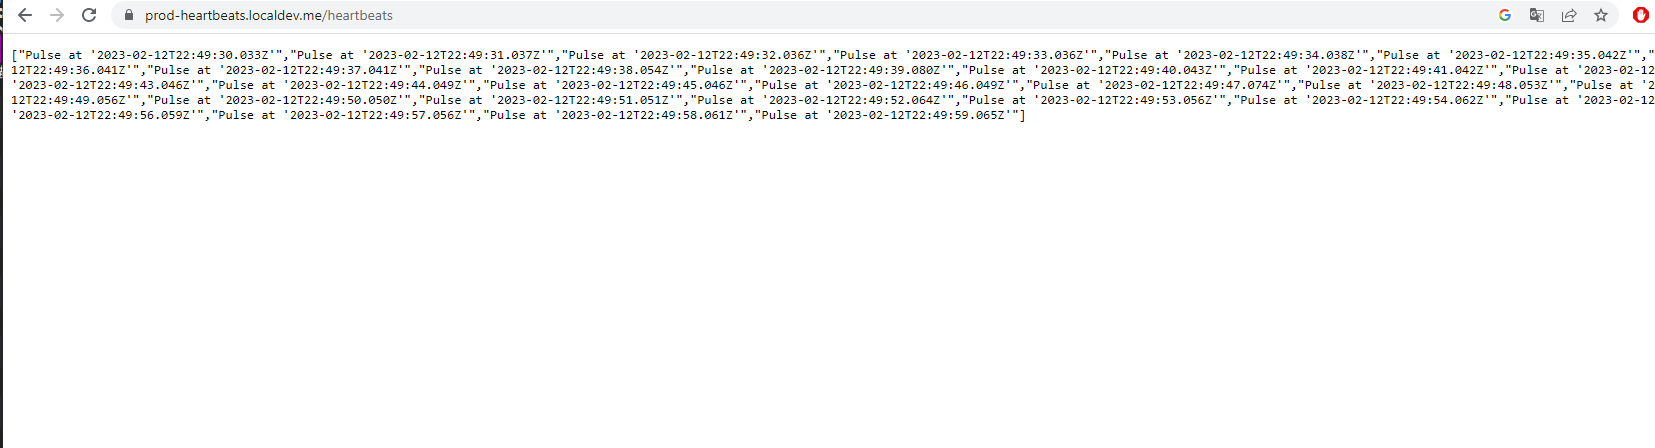 prod-heartbeats.localdev.me/heartbeats
["Pulse at '2023-02-12T22:49:30.033Z'","Pulse at '2023-02-12T22:49:31.037Z'","Pulse at '2023-02-12T22:49:32.036Z'","Pulse at '2023-02-12T22:49:33.036Z'","Pulse at '2023-02-12T22:49:34.038Z'","Pulse at '2023-02-12T22:49:35.042Z'","
12T22:49:36.041Z'","Pulse at '2023-02-12T22:49:37.041Z'","Pulse at '2023-02-12T22:49:38.054Z'","Pulse at '2023-02-12T22:49:39.080Z'","Pulse at '2023-02-12T22:49:40.043Z'","Pulse at '2023-02-12T22:49:41.042Z'","Pulse at '2023-02-12
'2023-02-12T22:49:43.046Z'","Pulse at '2023-02-12T22:49:44.049Z'","Pulse at '2023-02-12T22:49:45.046Z'","Pulse at '2023-02-12T22:49:46.049Z'","Pulse at '2023-02-12T22:49:47.074Z'","Pulse at '2023-02-12T22:49:48.053Z'","Pulse at '2
12T22:49:49.056Z'","Pulse at '2023-02-12T22:49:50.050Z'","Pulse at '2023-02-12T22:49:51.051Z'","Pulse at '2023-02-12T22:49:52.064Z'","Pulse at '2023-02-12T22:49:53.056Z'","Pulse at '2023-02-12T22:49:54.062Z'","Pulse at '2023-02-12
'2023-02-12T22:49:56.059Z'","Pulse at '2023-02-12T22:49:57.056Z'","Pulse at '2023-02-12T22:49:58.061Z'","Pulse at '2023-02-12T22:49:59.065Z'"]